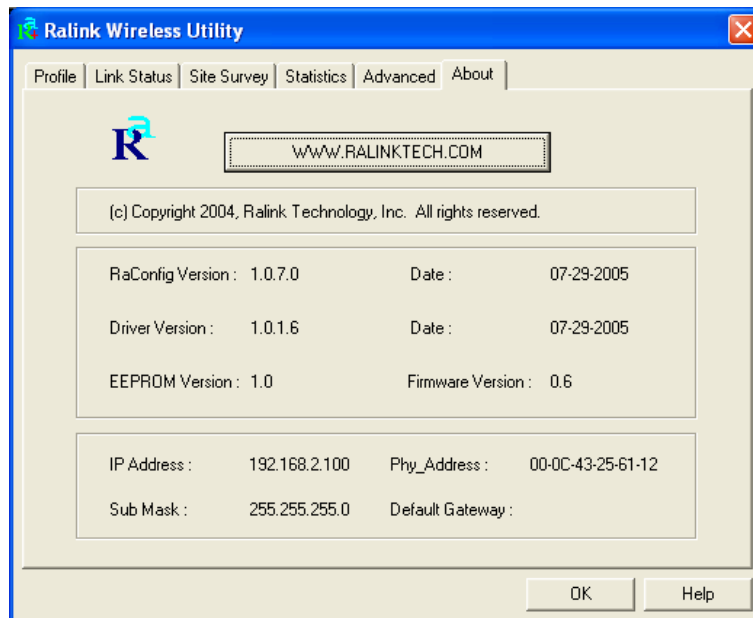 Ralink Wireless Utility
Profile Link Status Site Survey Statistics Advanced About
Ra WWW.RALINKTECH.COM
(c) Copyright 2004, Ralink Technology, Inc. All rights reserved.
RaConfig Version : 1.0.7.0 Date : 07-29-2005
Driver Version : 1.0.1.6 Date : 07-29-2005
EEPROM Version : 1.0 Firmware Version : 0.6
IP Address : 192.168.2.100 Phy_Address : 00-0C-43-25-61-12
Sub Mask : 255.255.255.0 Default Gateway :
OK Help